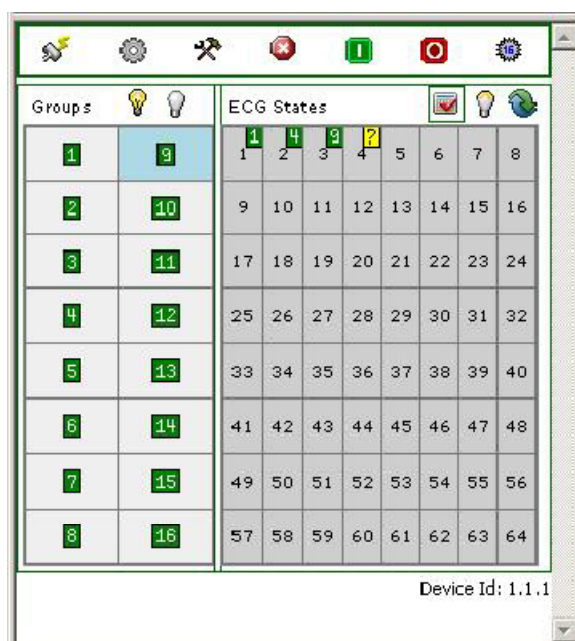 I O 16
Groups ECG States
1 9 1 1 2 4 3 9 4 ? 5 6 7 8
2 10 9 10 11 12 13 14 15 16
3 11 17 18 19 20 21 22 23 24
4 12 25 26 27 28 29 30 31 32
5 13 33 34 35 36 37 38 39 40
6 14 41 42 43 44 45 46 47 48
7 15 49 50 51 52 53 54 55 56
8 16 57 58 59 60 61 62 63 64
Device Id: 1.1.1